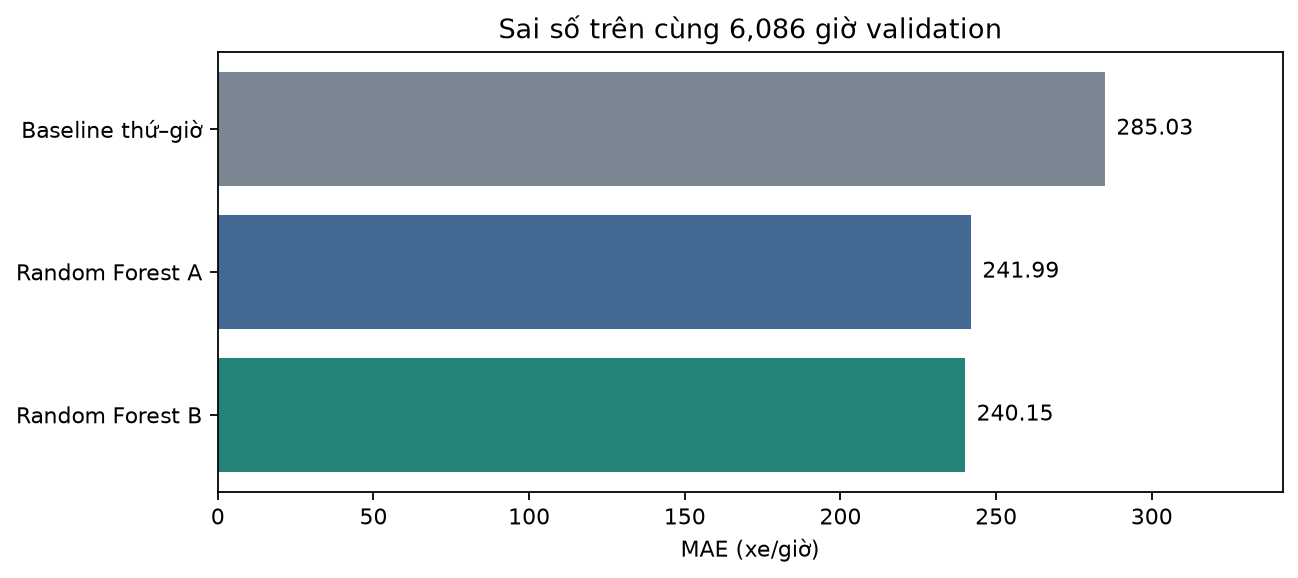 Sai số trên cùng 6,086 giờ validation
Baseline thứ–giờ
285.03
Random Forest A
241.99
Random Forest B
240.15
0 50 100 150 200 250 300
MAE (xe/giờ)